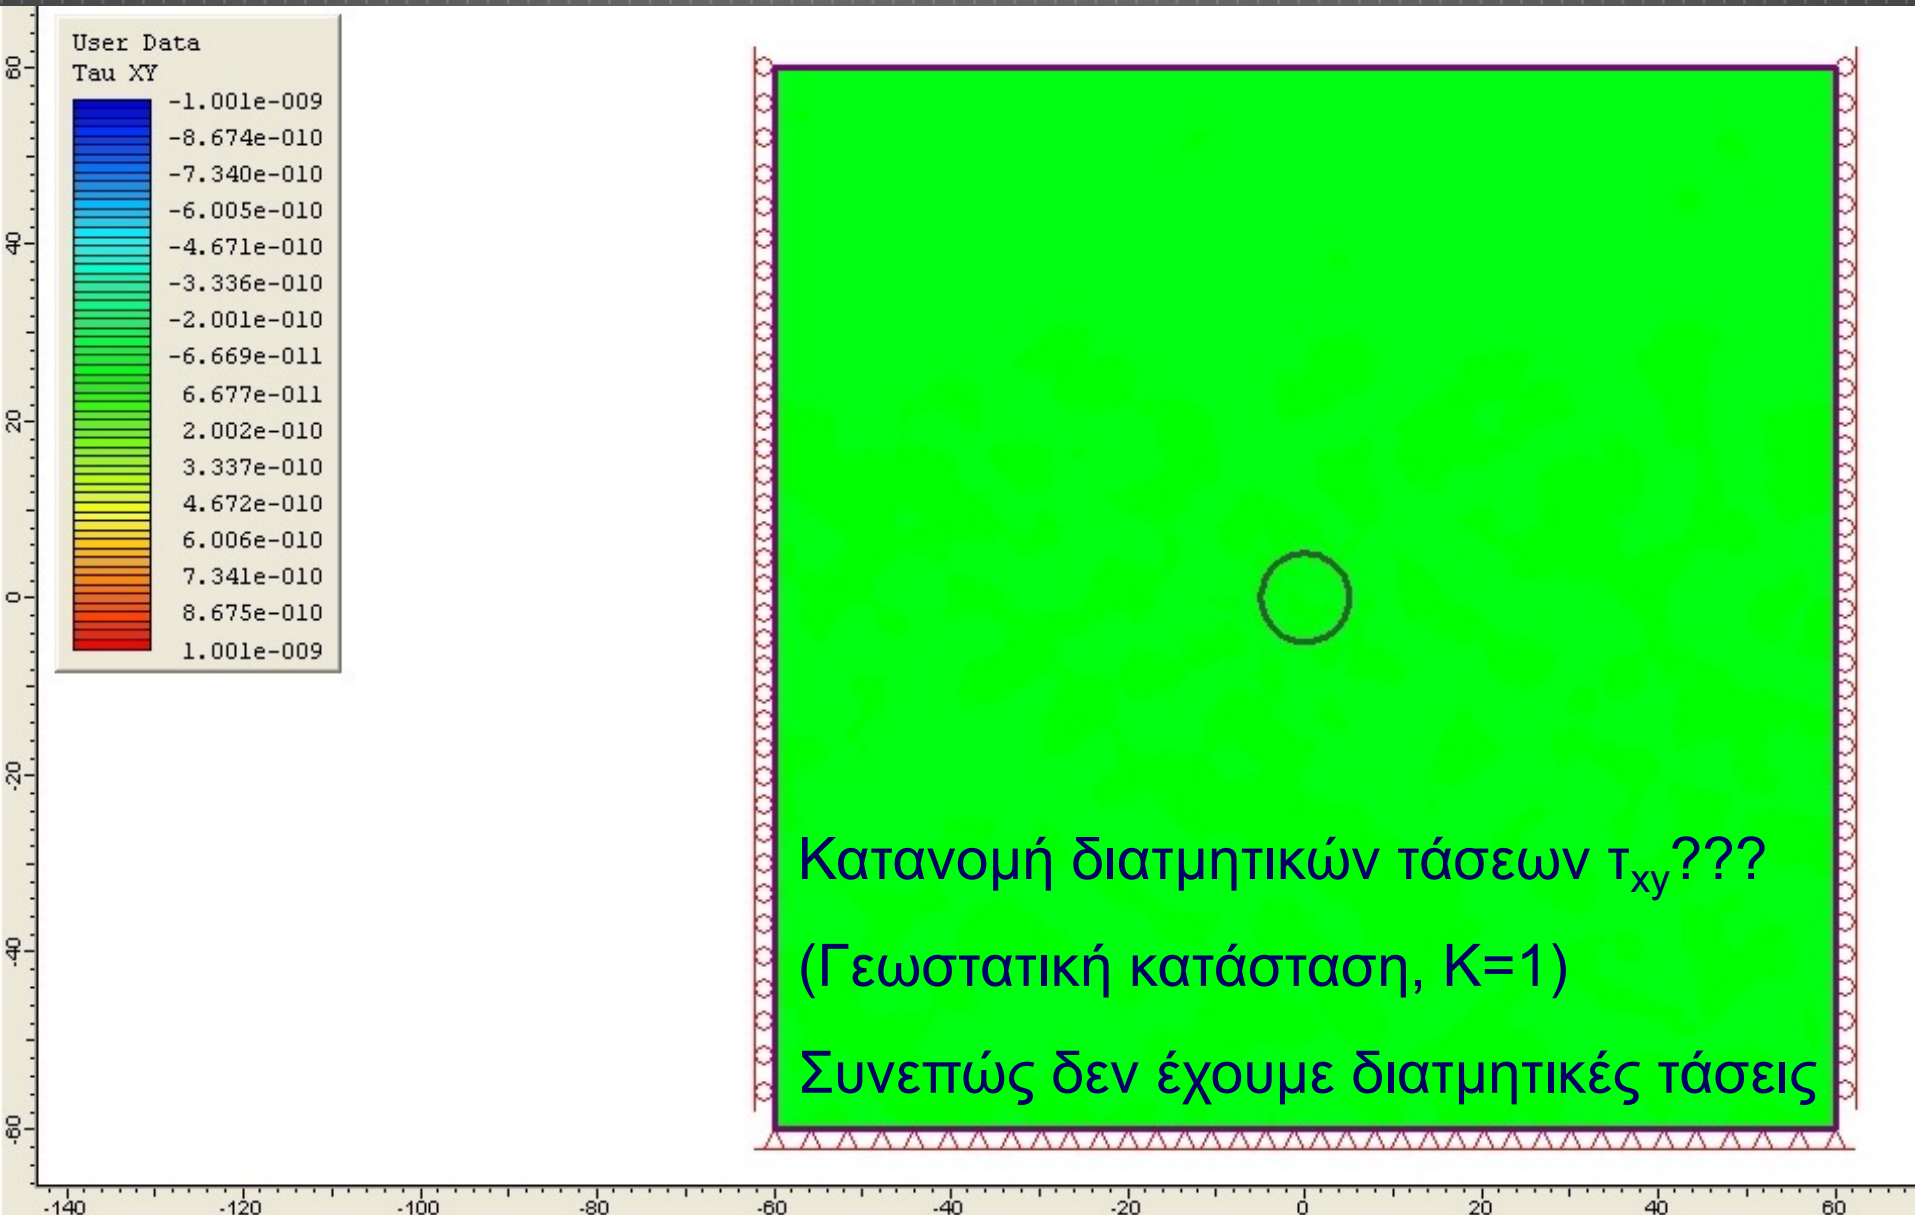 User Data
Tau XY
-1.001e-009
-8.674e-010
-7.340e-010
-6.005e-010
-4.671e-010
-3.336e-010
-2.001e-010
-6.669e-011
6.677e-011
2.002e-010
3.337e-010
4.672e-010
6.006e-010
7.341e-010
8.675e-010
1.001e-009
60
40
20
0
-20
-40
-60
Κατανομή διατμητικών τάσεων τxy???
(Γεωστατική κατάσταση, Κ=1)
Συνεπώς δεν έχουμε διατμητικές τάσεις
-140 -120 -100 -80 -60 -40 -20 0 20 40 60